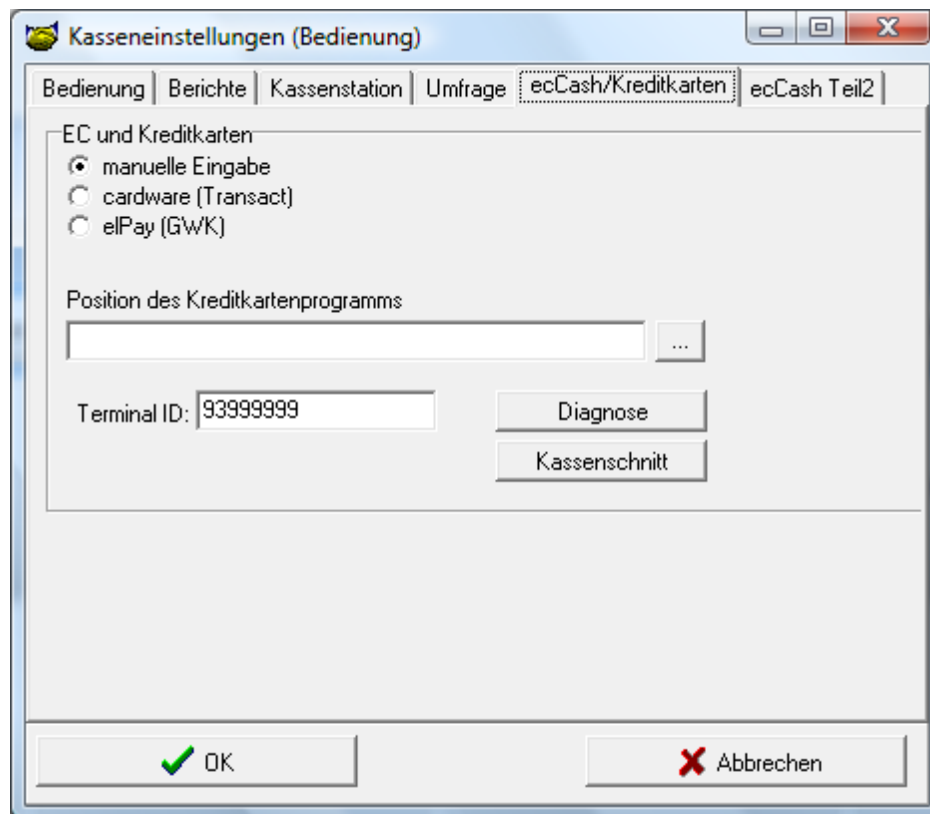 Kasseneinstellungen (Bedienung)
Bedienung Berichte Kassenstation Umfrage ecCash/Kreditkarten ecCash Teil2
EC und Kreditkarten
manuelle Eingabe
cardware (Transact)
elPay (GWK)
Position des Kreditkartenprogramms
...
Terminal ID: 93999999 Diagnose
Kassenschnitt
OK Abbrechen